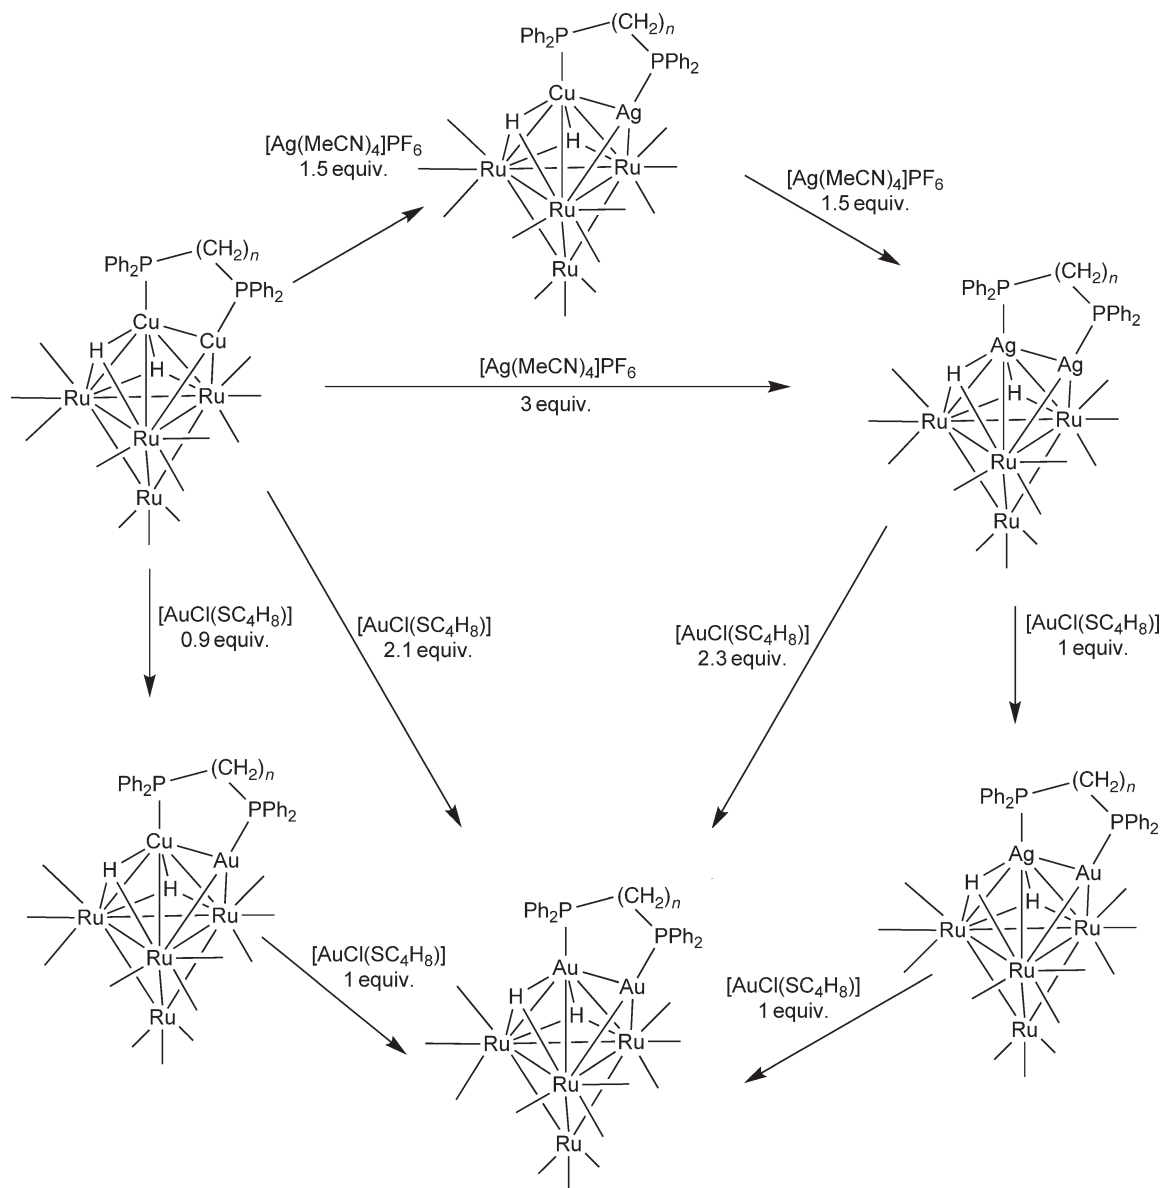 Ph2P (CH2)n
PPh2
Cu
Ag
H
H
Ru
Ru
Ru
Ru
[Ag(MeCN)4]PF6
1.5 equiv.
[Ag(MeCN)4]PF6
1.5 equiv.
Ph2P (CH2)n
PPh2
Cu
Cu
H
H
Ru
Ru
Ru
Ru
[Ag(MeCN)4]PF6
3 equiv.
Ph2P (CH2)n
PPh2
Ag
Ag
H
H
Ru
Ru
Ru
Ru
[AuCl(SC4H8)]
0.9 equiv.
[AuCl(SC4H8)]
2.1 equiv.
[AuCl(SC4H8)]
2.3 equiv.
[AuCl(SC4H8)]
1 equiv.
Ph2P (CH2)n
PPh2
Cu
Au
H
H
Ru
Ru
Ru
Ru
[AuCl(SC4H8)]
1 equiv.
Ph2P (CH2)n
PPh2
Au
Au
H
H
Ru
Ru
Ru
Ru
Ph2P (CH2)n
PPh2
Ag
Au
H
H
Ru
Ru
Ru
Ru
[AuCl(SC4H8)]
1 equiv.